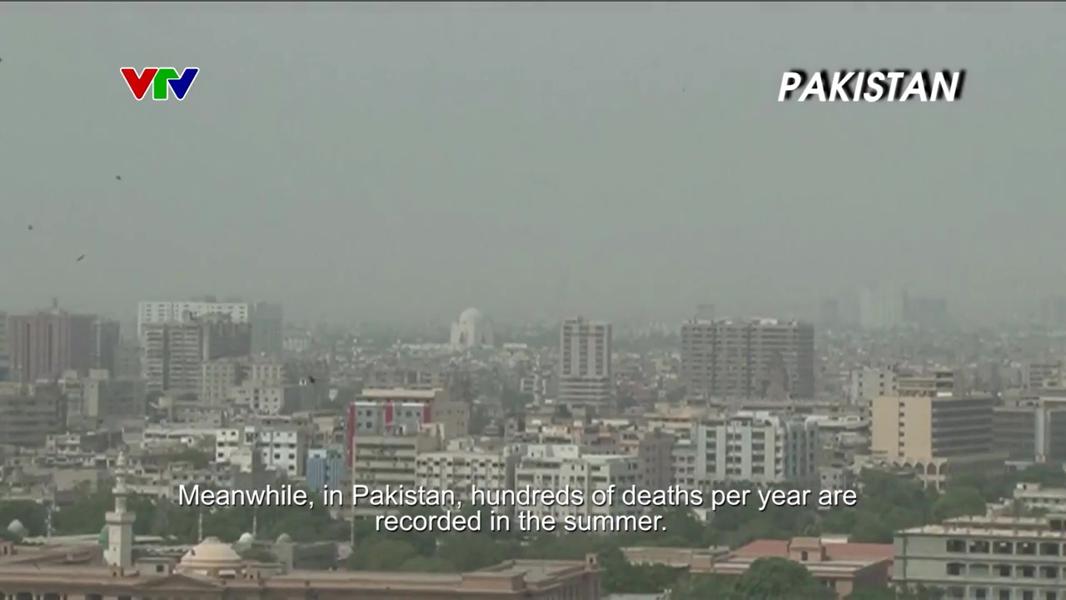 VTV
PAKISTAN
Meanwhile, in Pakistan, hundreds of deaths per year are
recorded in the summer.